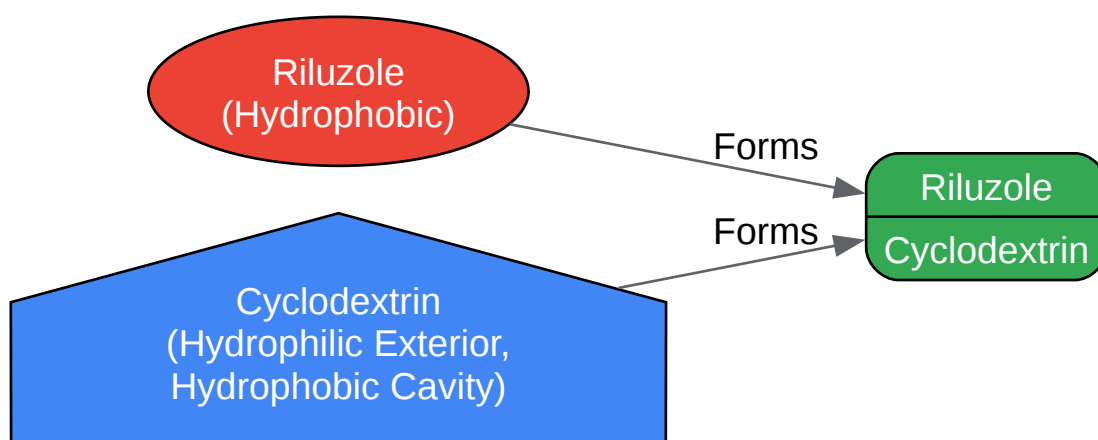 Riluzole
(Hydrophobic)
Forms
Riluzole
Forms
Cyclodextrin
Cyclodextrin
(Hydrophilic Exterior,
Hydrophobic Cavity)